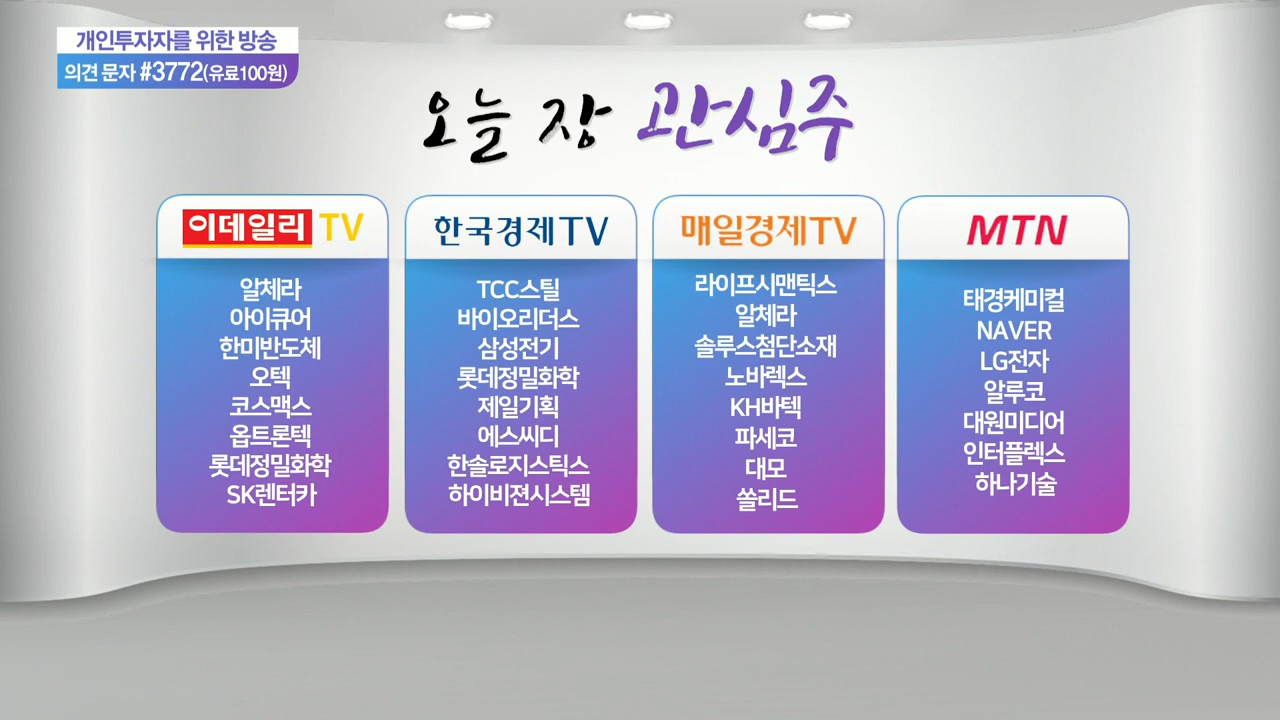 개인투자자를 위한 방송
의견 문자 #3772(유료100원)
오늘 장 관심주
이데일리 TV
알체라
아이큐어
한미반도체
오텍
코스맥스
옵트론텍
롯데정밀화학
SK렌터카
한국경제TV
TCC스틸
바이오리더스
삼성전기
롯데정밀화학
제일기획
에스씨디
한솔로지스틱스
하이비젼시스템
매일경제TV
라이프시맨틱스
알체라
솔루스첨단소재
노바렉스
KH바텍
파세코
대모
쏠리드
MTN
태경케미컬
NAVER
LG전자
알루코
대원미디어
인터플렉스
하나기술